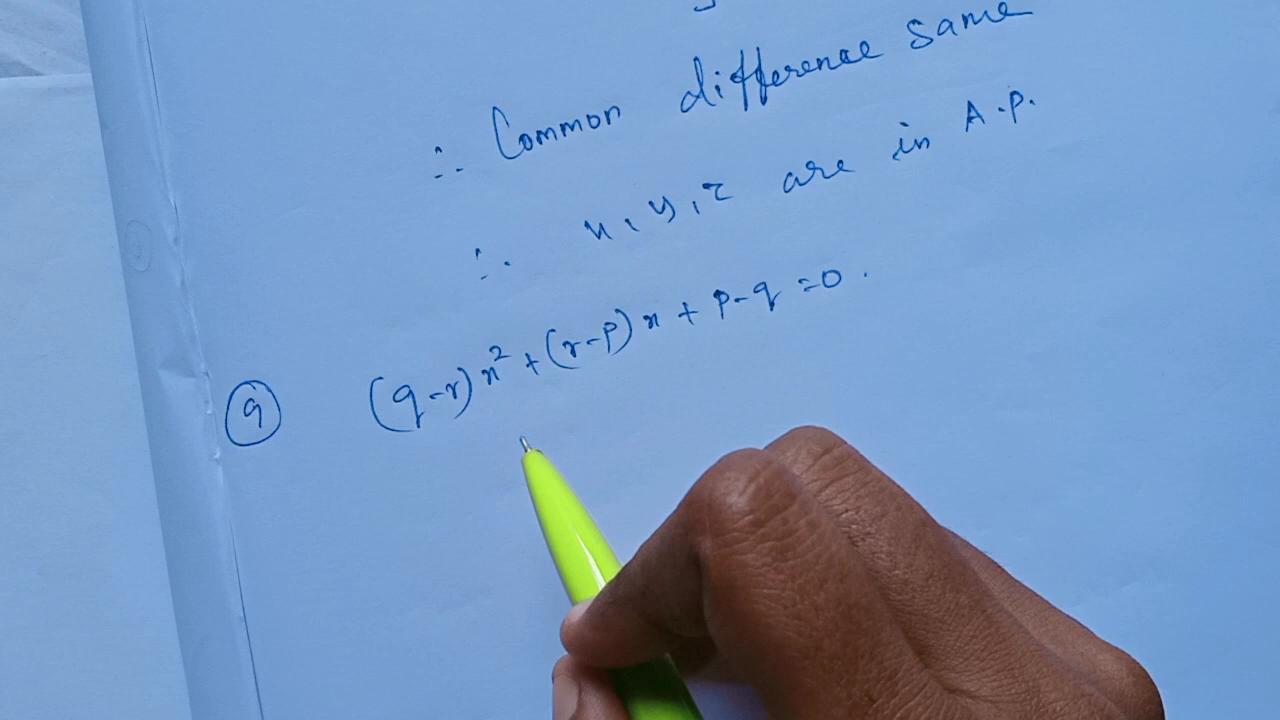 ∴ Common difference same
∴ x, y, z are in A.P.
9 (q-r)x² + (r-p)x + p-q =0.